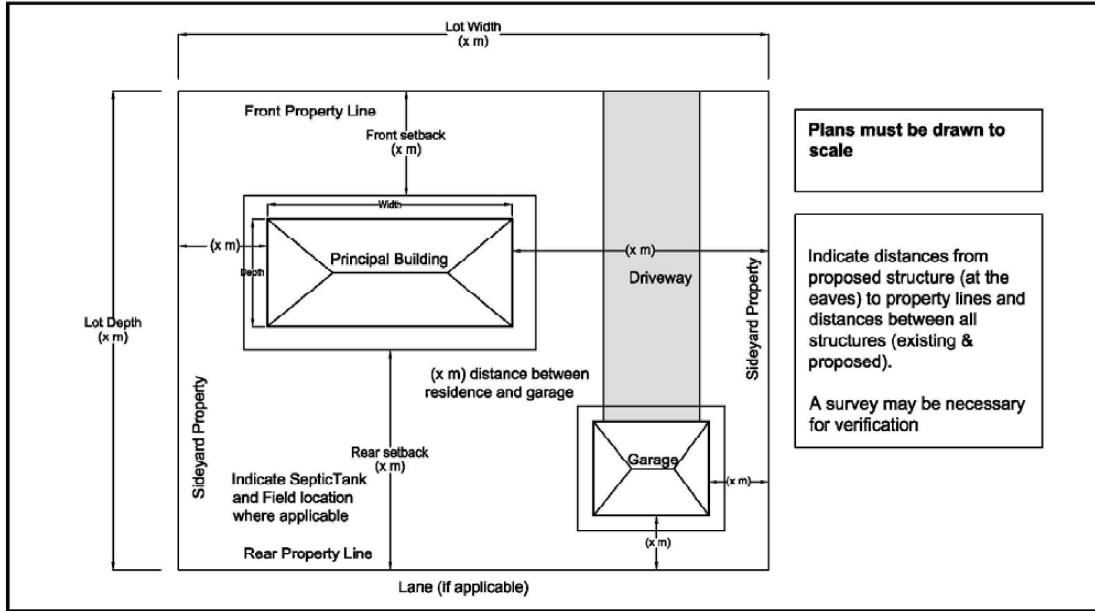 Lot Width
(x m)
Front Property Line
Front setback
(x m)
Plans must be drawn to
scale
Width
(x m)
Depth
Principal Building
(x m)
Driveway
Sideyard Property
Indicate distances from
proposed structure (at the
eaves) to property lines and
distances between all
structures (existing &
proposed).
A survey may be necessary
for verification
Lot Depth
(x m)
(x m) distance between
residence and garage
Sideyard Property
Rear setback
(x m)
Garage
(x m)
Indicate SepticTank
and Field location
where applicable
(x m)
Rear Property Line
Lane (if applicable)